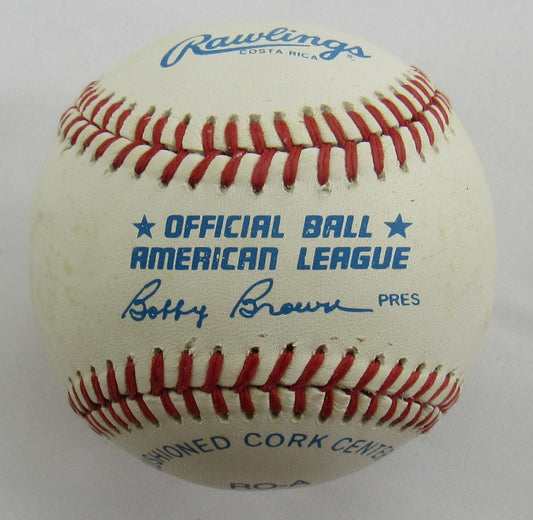 Rawlings ®
COSTA RICA
★ OFFICIAL BALL ★
AMERICAN LEAGUE
Bobby Brown PRES
CORK
RO-A